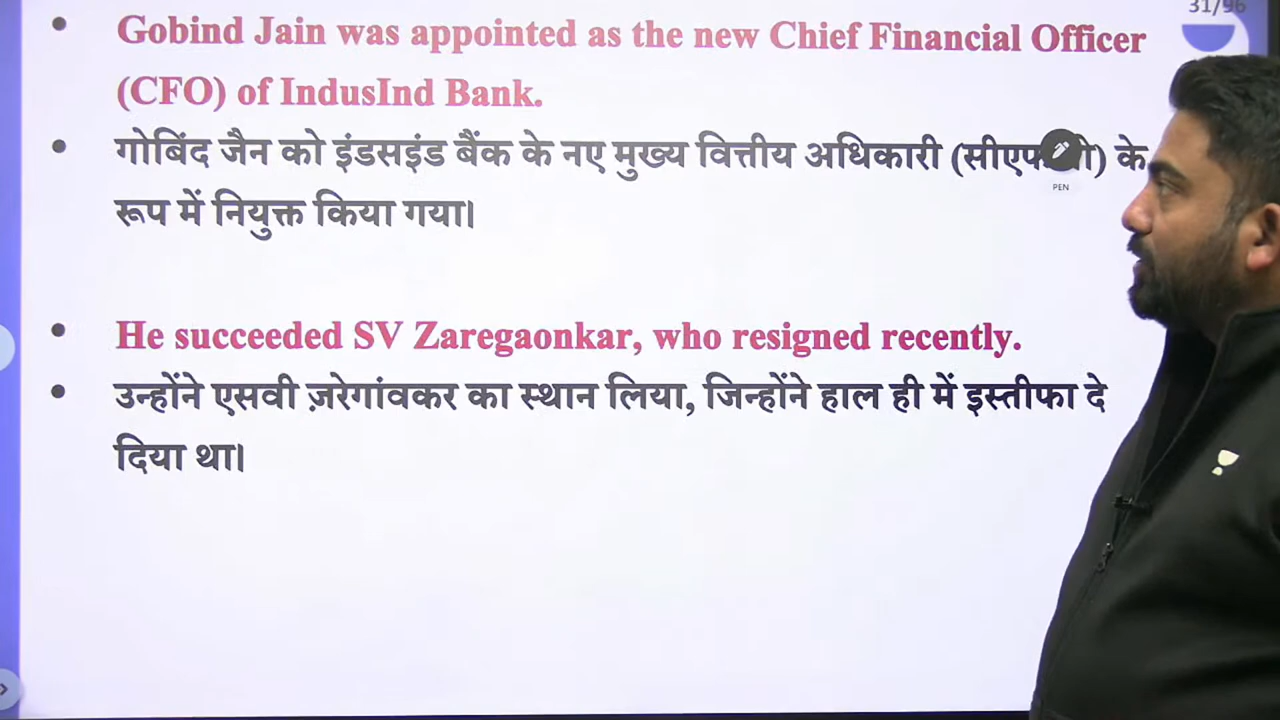 31/96
Gobind Jain was appointed as the new Chief Financial Officer
(CFO) of IndusInd Bank.
गोबिंद जैन को इंडसइंड बैंक के नए मुख्य वित्तीय अधिकारी के
रूप में नियुक्त किया गया।
PEN
He succeeded SV Zaregaonkar, who resigned recently.
उन्होंने एसवी ज़रेगांवकर का स्थान लिया, जिन्होंने हाल ही में इस्तीफा दे
दिया था।